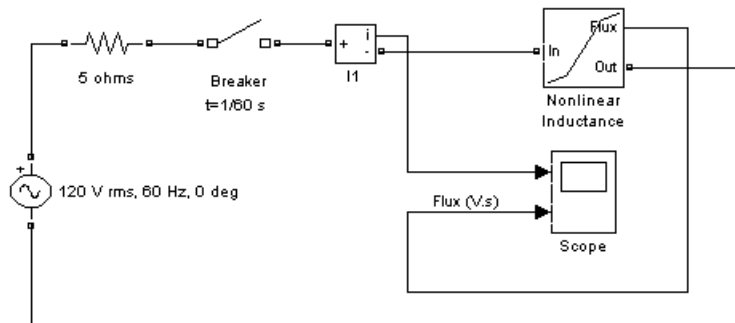 5 ohms
Breaker
t=1/60 s
+
i
-
I1
In
Flux
Out
Nonlinear
Inductance
+
120 V rms, 60 Hz, 0 deg
Flux (V.s)
Scope